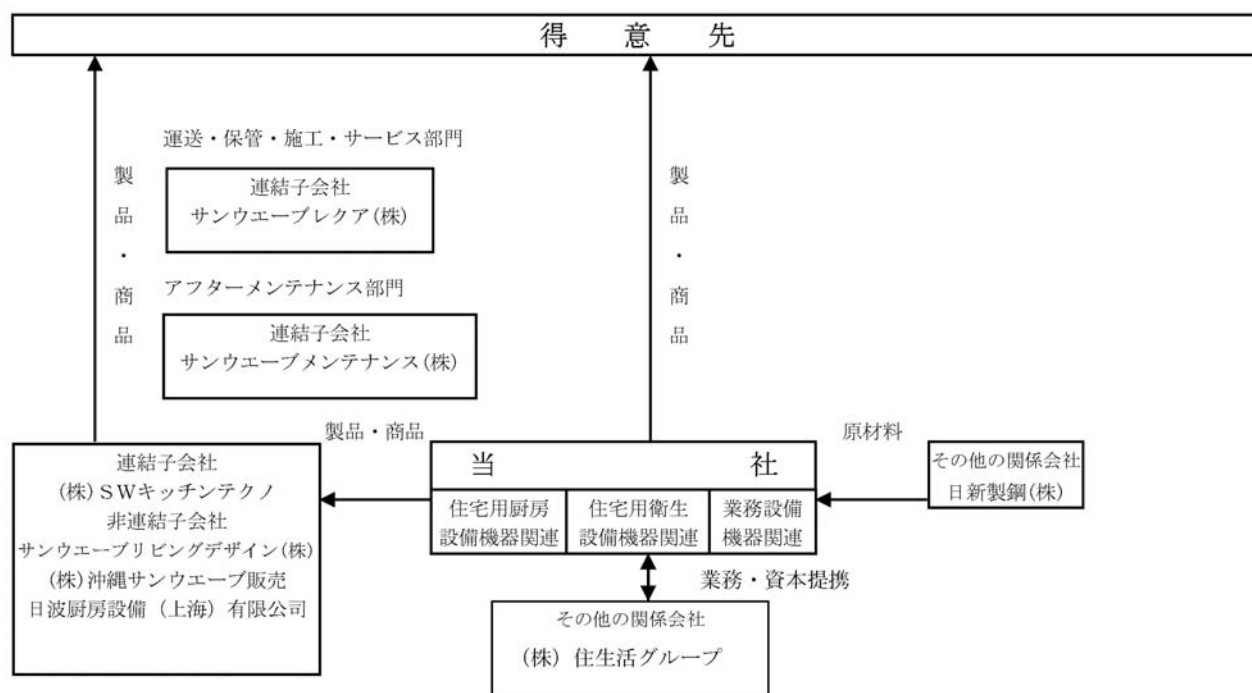 得意先
運送・保管・施工・サービス部門
製品・商品
連結子会社
サンウエーブレクア(株)
アフターメンテナンス部門
連結子会社
サンウエーブメンテナンス(株)
製品・商品
製品・商品
原材料
連結子会社
(株)ＳＷキッチンテクノ
非連結子会社
サンウエーブリビングデザイン(株)
(株)沖縄サンウエーブ販売
日波厨房設備（上海）有限公司
当社
住宅用厨房
設備機器関連
住宅用衛生
設備機器関連
業務設備
機器関連
その他の関係会社
日新製鋼(株)
業務・資本提携
その他の関係会社
(株）住生活グループ